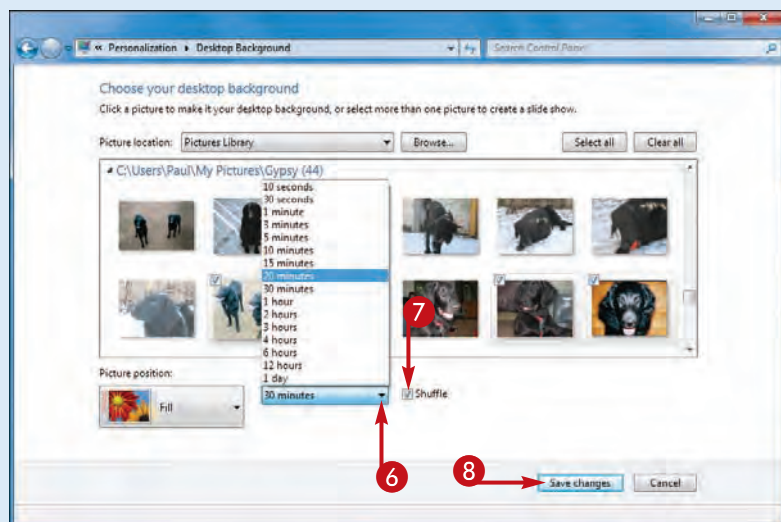 « Personalization ▸ Desktop Background
Search Control Panel
Choose your desktop background
Click a picture to make it your desktop background, or select more than one picture to create a slide show.
Picture location: Pictures Library Browse... Select all Clear all
C:\Users\Paul\My Pictures\Gypsy (44)
10 seconds
30 seconds
1 minute
3 minutes
5 minutes
10 minutes
15 minutes
20 minutes
30 minutes
1 hour
2 hours
3 hours
4 hours
6 hours
12 hours
1 day
7
Picture position:
Fill 30 minutes Shuffle
6
8
Save changes Cancel